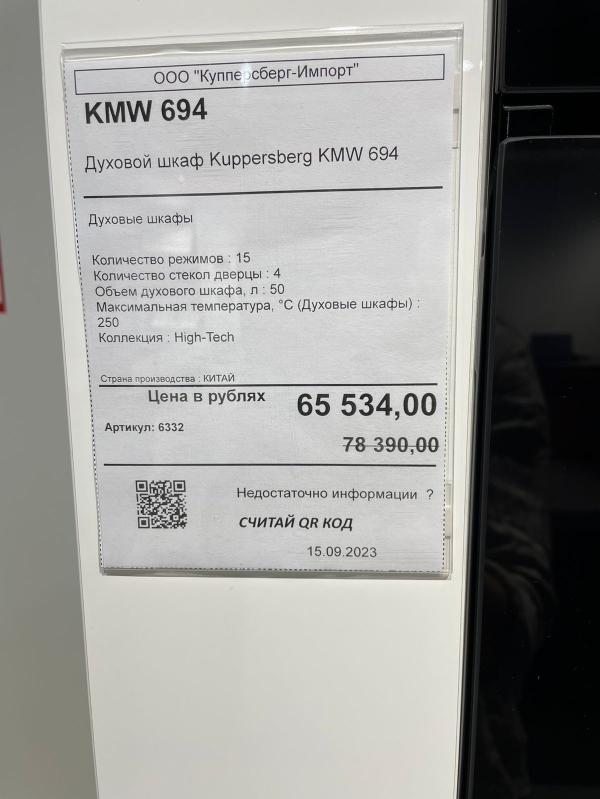 ООО "Купперсберг-Импорт"
KMW 694
Духовой шкаф Kuppersberg KMW 694
Духовые шкафы
Количество режимов : 15
Количество стекол дверцы : 4
Объем духового шкафа, л : 50
Максимальная температура, °С (Духовые шкафы) :
250
Коллекция : High-Tech
Страна производства : КИТАЙ
Цена в рублях 65 534,00
Артикул: 6332
78 390,00
Недостаточно информации ?
СЧИТАЙ QR КОД
15.09.2023